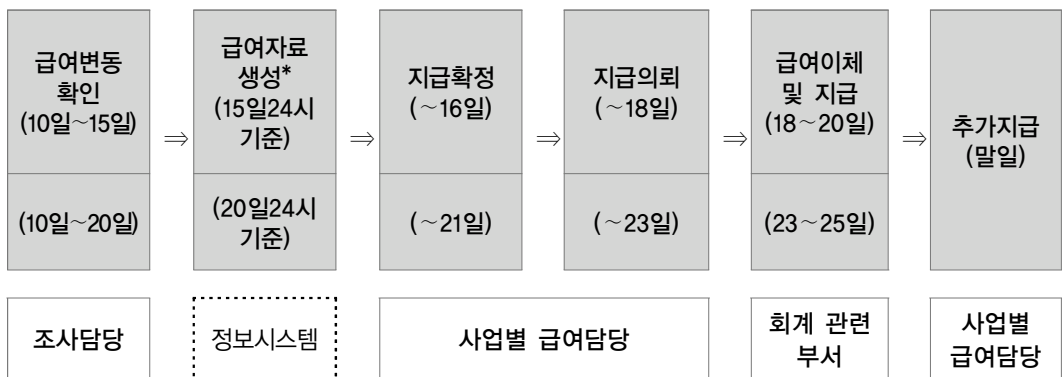 급여변동
확인
(10일~15일)
⇒
급여자료
생성*
(15일24시
기준)
⇒
지급확정
(~16일)
⇒
지급의뢰
(~18일)
⇒
급여이체
및 지급
(18~20일)
⇒
추가지급
(말일)
(10일~20일)
(20일24시
기준)
(~21일)
(~23일)
(23~25일)
조사담당
정보시스템
사업별 급여담당
회계 관련
부서
사업별
급여담당